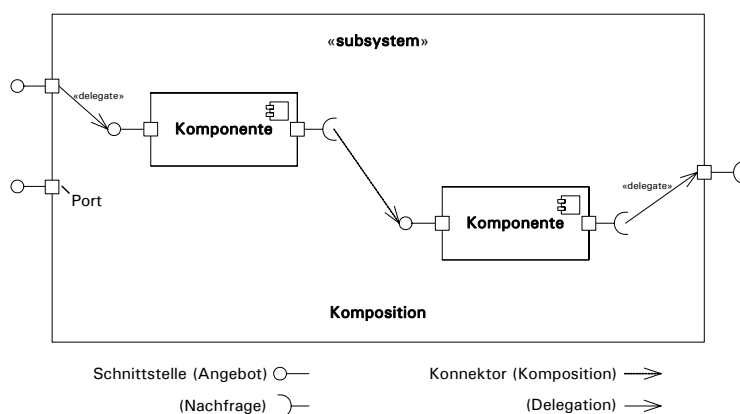 «subsystem»
«delegate»
Komponente
Port
«delegate»
Komponente
Komposition
Schnittstelle (Angebot)
Konnektor (Komposition)
(Nachfrage)
(Delegation)